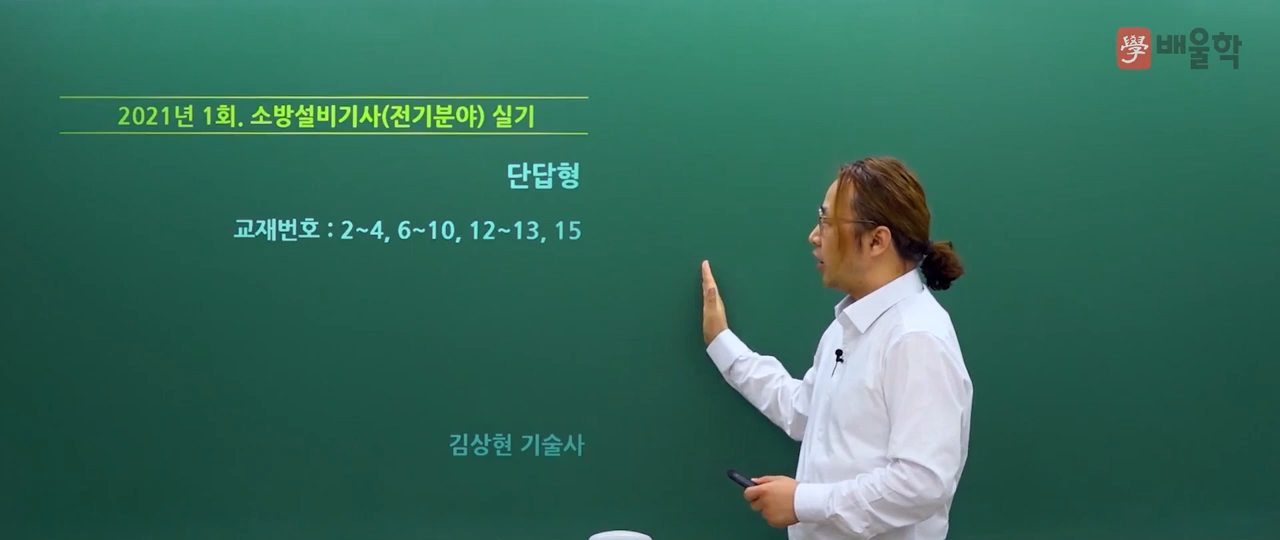 學 배울학
2021년 1회. 소방설비기사(전기분야) 실기
단답형
교재번호 : 2~4, 6~10, 12~13, 15
김상현 기술사